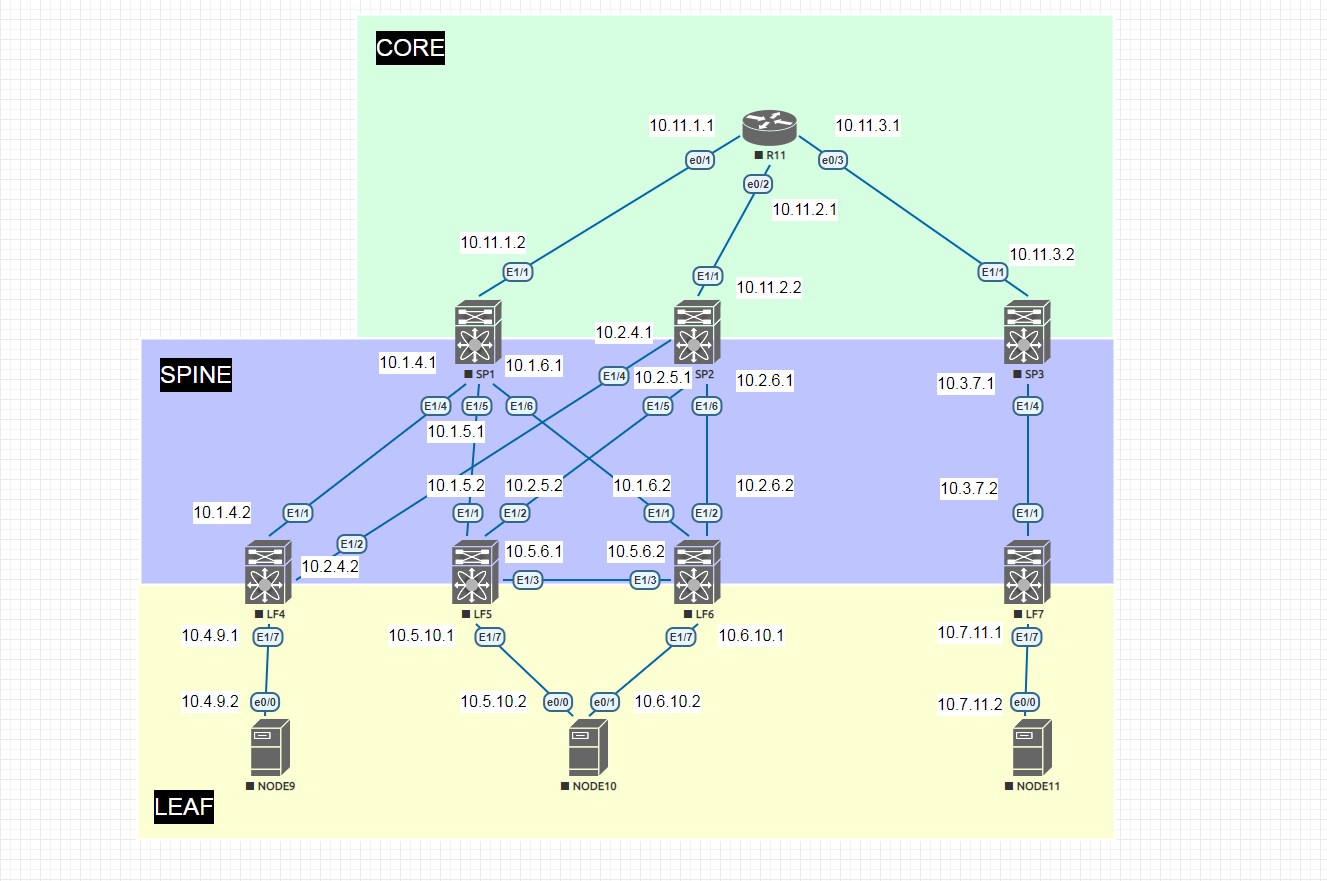 CORE
10.11.1.1
10.11.3.1
R11
e0/1
e0/3
e0/2
10.11.2.1
10.11.1.2
10.11.3.2
E1/1
E1/1
E1/1
10.11.2.2
10.2.4.1
SPINE
10.1.4.1
10.1.6.1
SP1
SP2
SP3
E1/4
10.2.5.1
10.2.6.1
10.3.7.1
E1/4
E1/5
E1/6
E1/5
E1/6
E1/4
10.1.5.1
10.1.5.2
10.2.5.2
10.1.6.2
10.2.6.2
10.3.7.2
10.1.4.2
E1/1
E1/1
E1/2
E1/1
E1/2
E1/1
E1/2
10.2.4.2
10.5.6.1
10.5.6.2
E1/3
E1/3
LF4
LF5
LF6
LF7
10.4.9.1
E1/7
10.5.10.1
E1/7
E1/7
10.6.10.1
10.7.11.1
E1/7
10.4.9.2
e0/0
10.5.10.2
e0/0
e0/1
10.6.10.2
10.7.11.2
e0/0
NODE9
NODE10
NODE11
LEAF